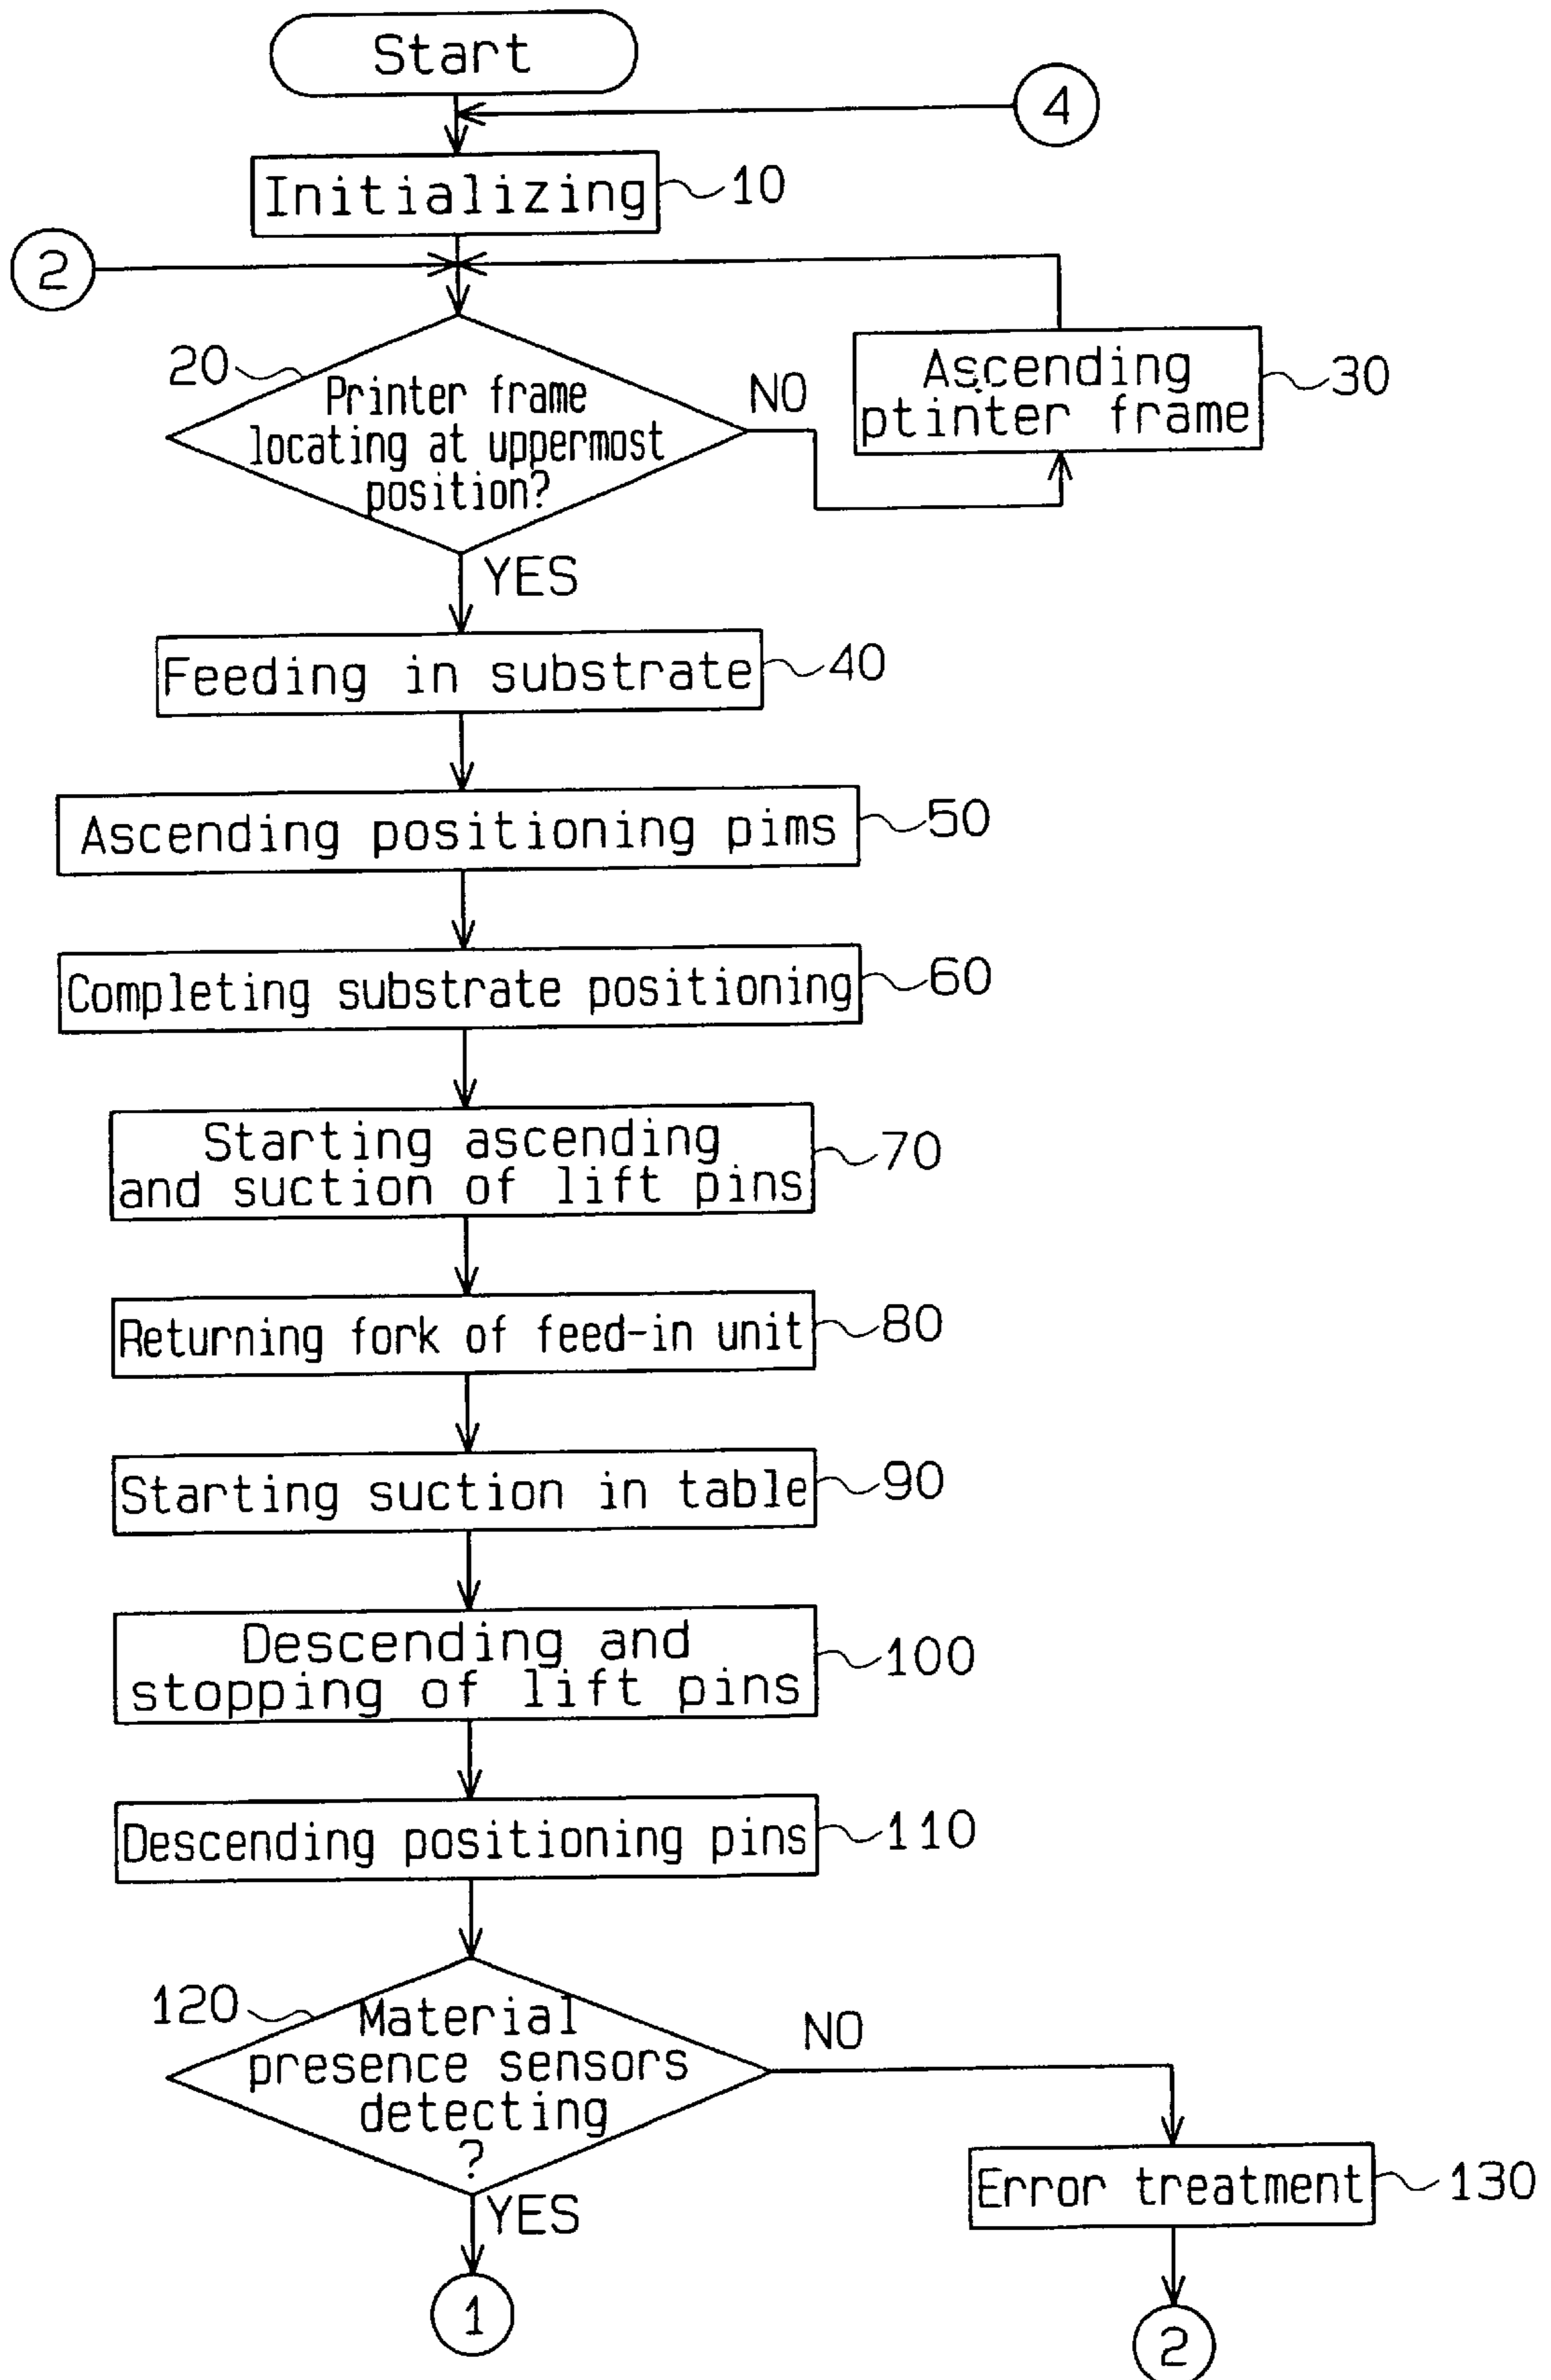 Start
4
Initializing
10
2
20
Printer frame
locating at uppermost
position?
NO
Ascending
ptinter frame
30
YES
Feeding in substrate
40
Ascending positioning pims
50
Completing substrate positioning
60
Starting ascending
and suction of lift pins
70
Returning fork of feed-in unit
80
Starting suction in table
90
Descending and
stopping of lift pins
100
Descending positioning pins
110
120
Material
presence sensors
detecting
?
NO
Error treatment
130
YES
1
2